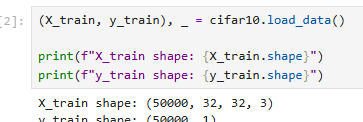 [2]: (X_train, y_train), _ = cifar10.load_data()
print(f"X_train shape: {X_train.shape}")
print(f"y_train shape: {y_train.shape}")
X_train shape: (50000, 32, 32, 3)
y_train shape: (50000, 1)